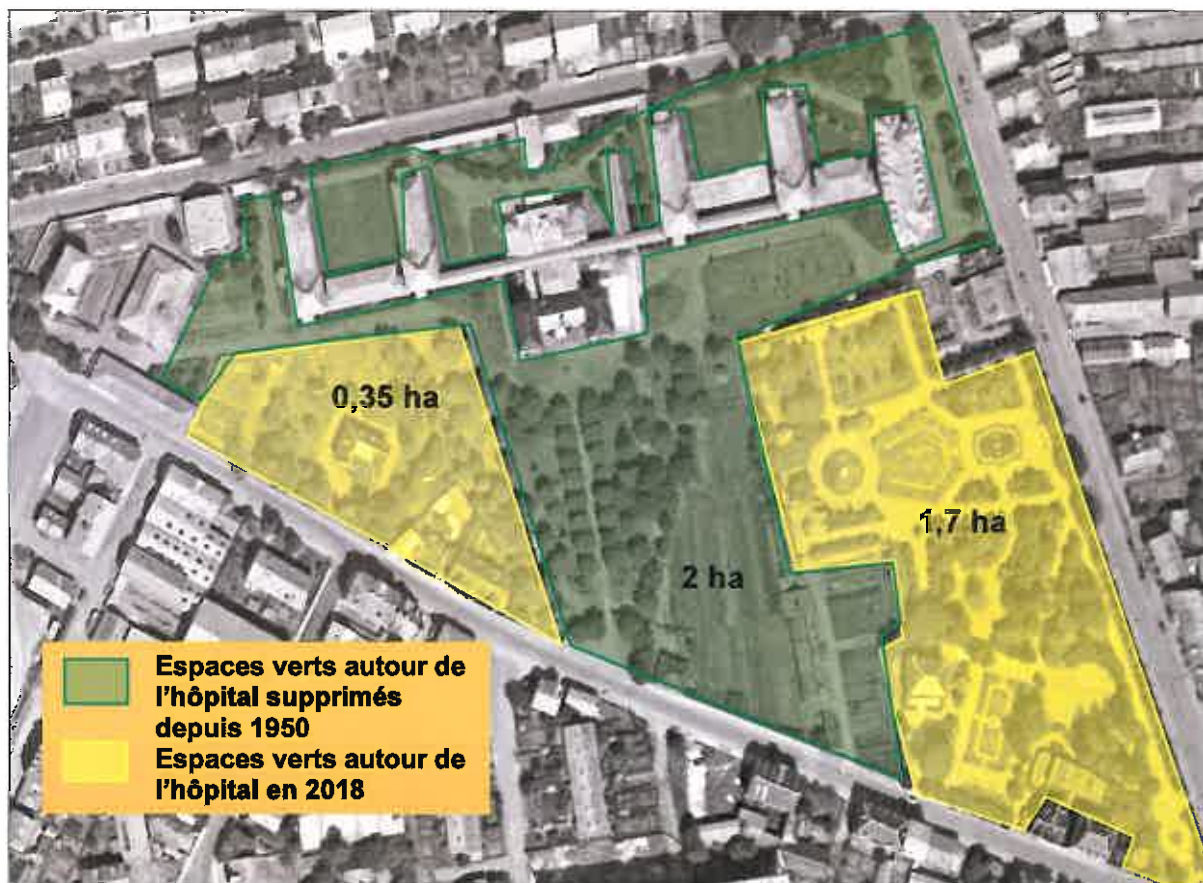 0,35 ha
1,7 ha
2 ha
Espaces verts autour de
l'hôpital supprimés
depuis 1950
Espaces verts autour de
l'hôpital en 2018